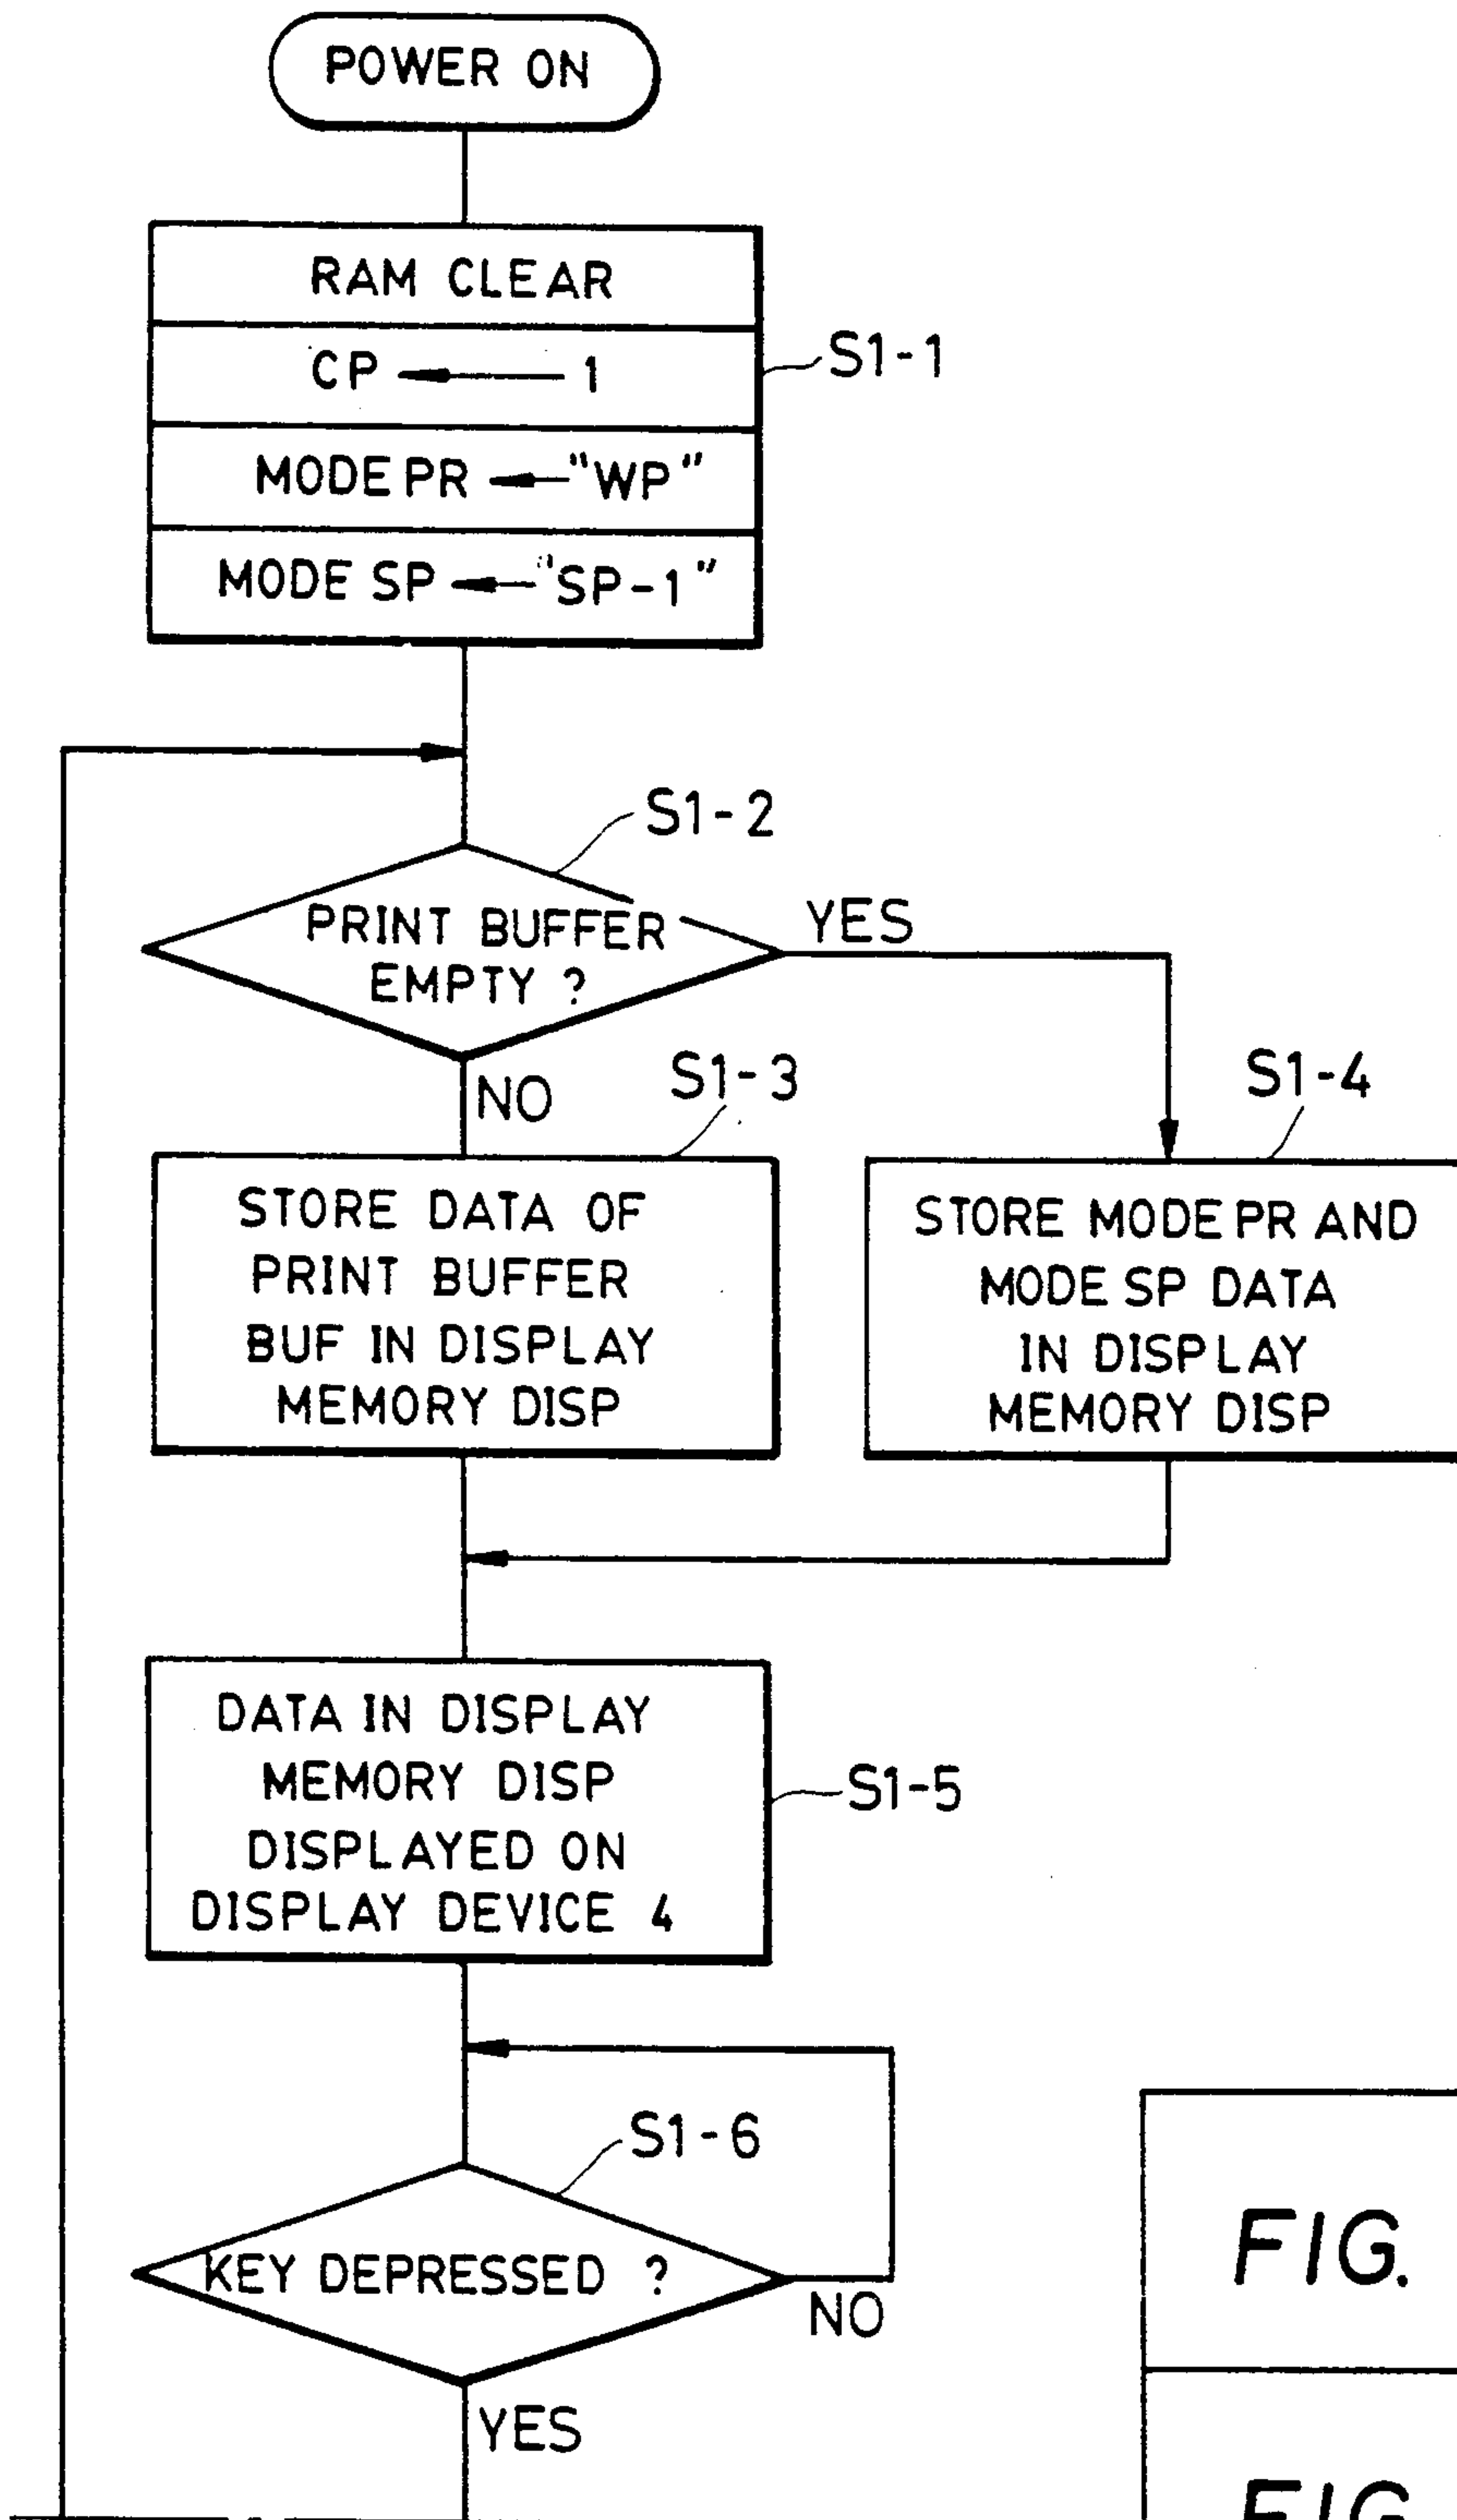 POWER ON
RAM CLEAR
CP ← 1
S1-1
MODE PR ← "WP"
MODE SP ← "SP-1"
S1-2
PRINT BUFFER
EMPTY ?
YES
NO
S1-3
S1-4
STORE DATA OF
PRINT BUFFER
BUF IN DISPLAY
MEMORY DISP
STORE MODE PR AND
MODE SP DATA
IN DISPLAY
MEMORY DISP
DATA IN DISPLAY
MEMORY DISP
DISPLAYED ON
DISPLAY DEVICE 4
S1-5
S1-6
KEY DEPRESSED ?
NO
YES
FIG.
FIG.